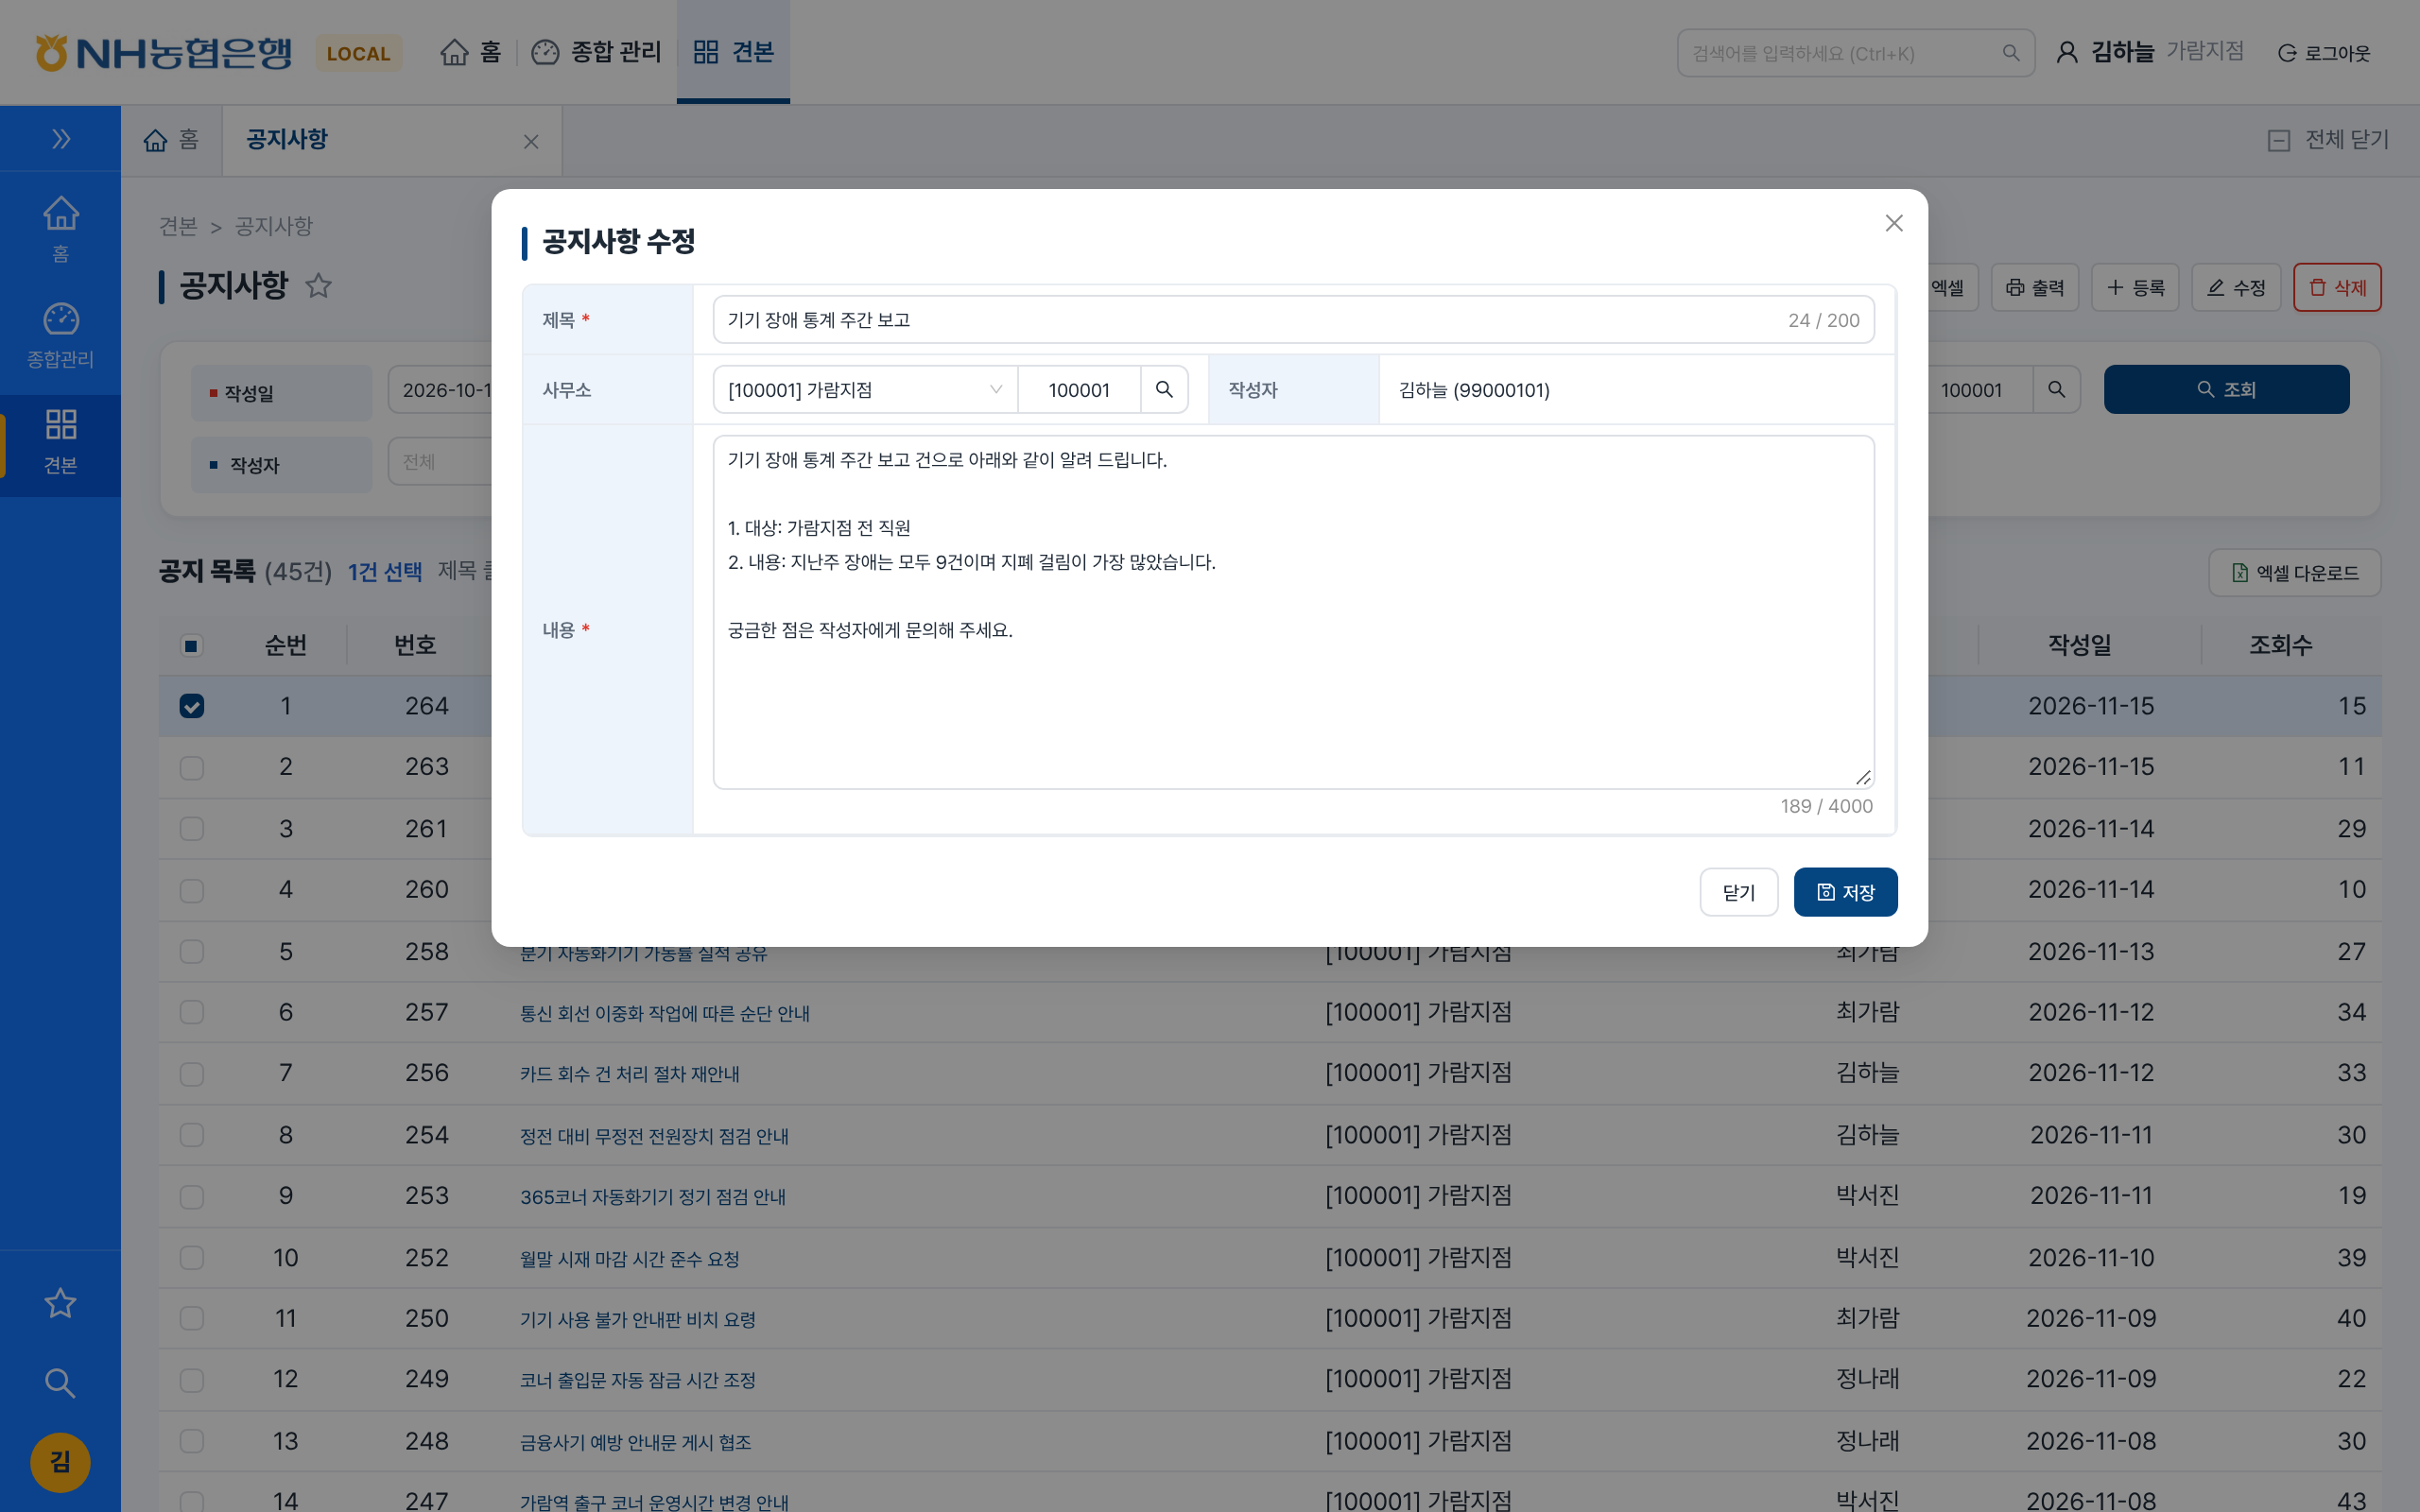 NH농협은행 LOCAL 홈 종합 관리 견본 검색어를 입력하세요 (Ctrl+K) 김하늘 가람지점 로그아웃
홈 공지사항 전체 닫기
홈
종합관리
견본
김
견본 > 공지사항
공지사항 엑셀 출력 등록 수정 삭제
작성일 2026-10-1 100001 조회
작성자 전체
공지사항 수정
제목 * 기기 장애 통계 주간 보고 24 / 200
사무소 [100001] 가람지점 100001 작성자 김하늘 (99000101)
내용 *
기기 장애 통계 주간 보고 건으로 아래와 같이 알려 드립니다.
1. 대상: 가람지점 전 직원
2. 내용: 지난주 장애는 모두 9건이며 지폐 걸림이 가장 많았습니다.
궁금한 점은 작성자에게 문의해 주세요.
189 / 4000
닫기 저장
공지 목록 (45건) 1건 선택 제목 엑셀 다운로드
순번 번호 작성일 조회수
1 264 2026-11-15 15
2 263 2026-11-15 11
3 261 2026-11-14 29
4 260 2026-11-14 10
5 258 분기 자동화기기 가동률 실적 공유 [100001] 가람지점 최가람 2026-11-13 27
6 257 통신 회선 이중화 작업에 따른 순단 안내 [100001] 가람지점 최가람 2026-11-12 34
7 256 카드 회수 건 처리 절차 재안내 [100001] 가람지점 김하늘 2026-11-12 33
8 254 정전 대비 무정전 전원장치 점검 안내 [100001] 가람지점 김하늘 2026-11-11 30
9 253 365코너 자동화기기 정기 점검 안내 [100001] 가람지점 박서진 2026-11-11 19
10 252 월말 시재 마감 시간 준수 요청 [100001] 가람지점 박서진 2026-11-10 39
11 250 기기 사용 불가 안내판 비치 요령 [100001] 가람지점 최가람 2026-11-09 40
12 249 코너 출입문 자동 잠금 시간 조정 [100001] 가람지점 정나래 2026-11-09 22
13 248 금융사기 예방 안내문 게시 협조 [100001] 가람지점 정나래 2026-11-08 30
14 247 가람역 출구 코너 운영시간 변경 안내 [100001] 가람지점 박서진 2026-11-08 43